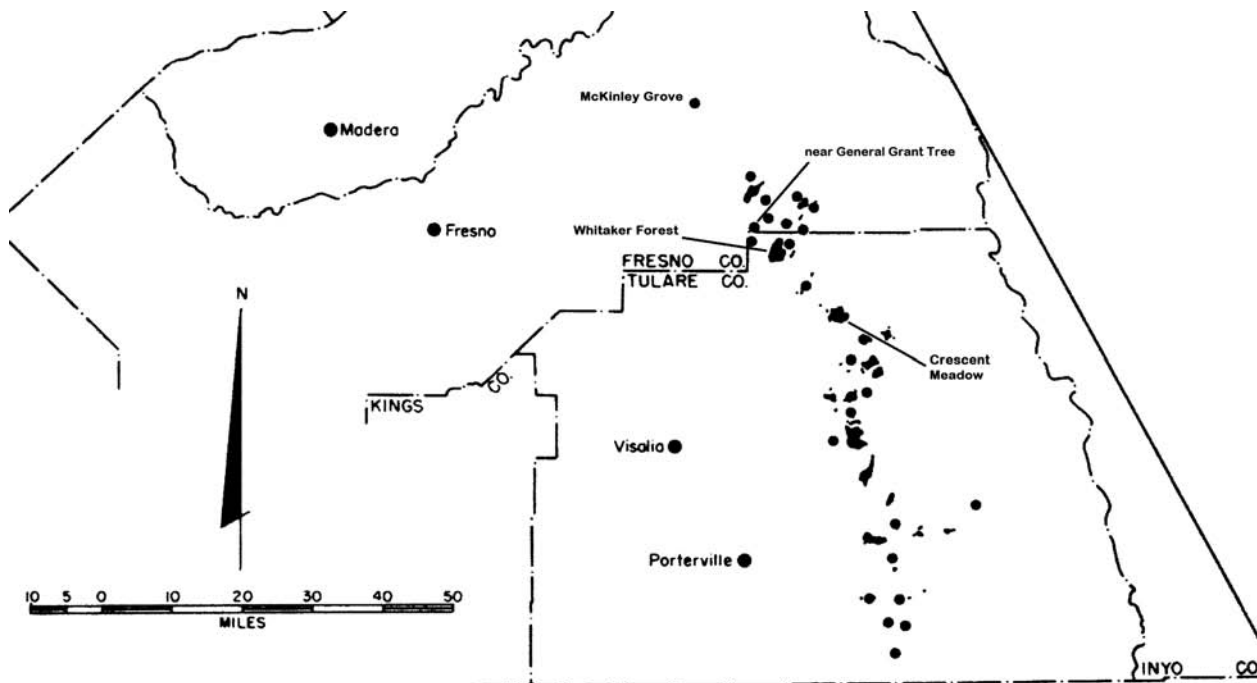 McKinley Grove
Madera
near General Grant Tree
Fresno
Whitaker Forest
FRESNO CO.
TULARE CO.
N
Crescent
Meadow
CO.
KINGS
Visalia
Porterville
10 5 0 10 20 30 40 50
MILES
INYO CO